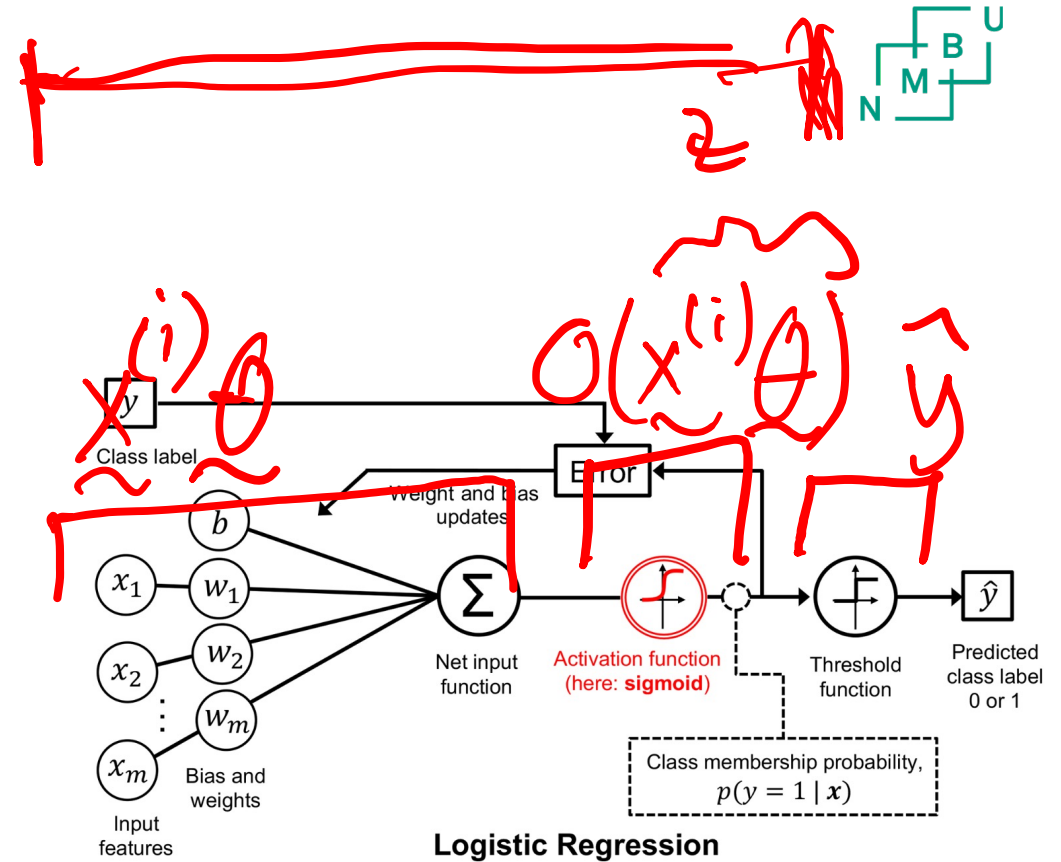 N M B U
z
x^(i) θ
σ(x^(i) θ)
ŷ
y
Class label
Error
Weight and bias
updates
b
x₁ w₁
x₂ w₂
⋮
xₘ wₘ
Σ
ŷ
Net input
function
Activation function
(here: sigmoid)
Threshold
function
Predicted
class label
0 or 1
Bias and
weights
Input
features
Class membership probability,
p(y = 1 | x)
Logistic Regression